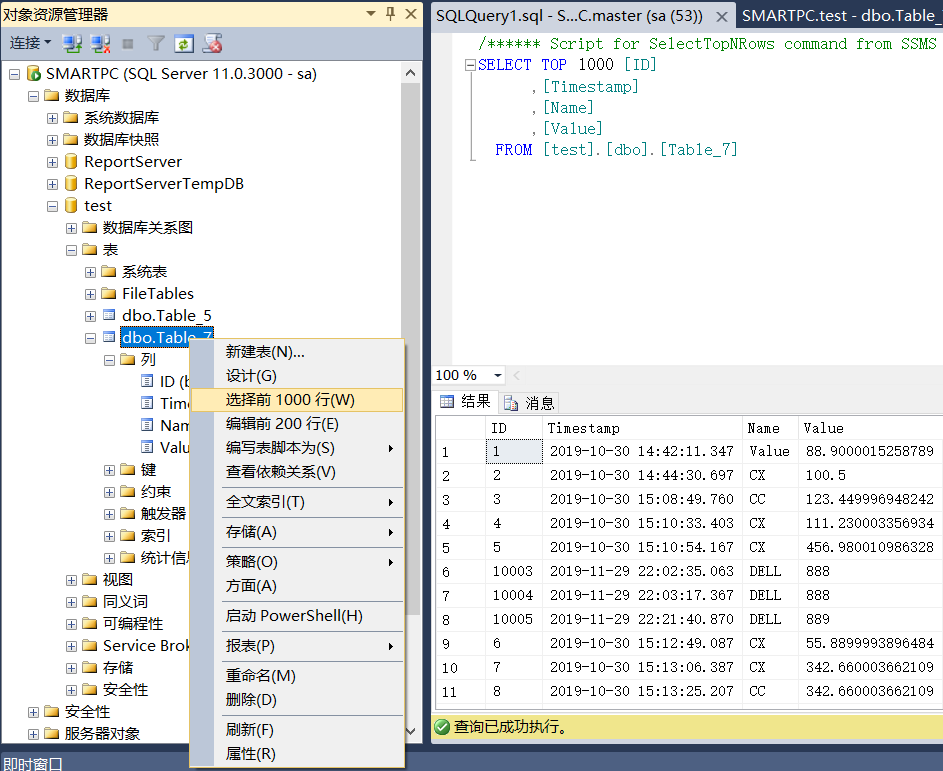 对象资源管理器
连接
SMARTPC (SQL Server 11.0.3000 - sa)
数据库
系统数据库
数据库快照
ReportServer
ReportServerTempDB
test
数据库关系图
表
系统表
FileTables
dbo.Table_5
dbo.Table_7
列
ID (b
Time
Nam
Valu
键
约束
触发器
索引
统计信息
视图
同义词
可编程性
Service Brok
存储
安全性
安全性
服务器对象
即时窗口
新建表(N)...
设计(G)
选择前 1000 行(W)
编辑前 200 行(E)
编写表脚本为(S)
查看依赖关系(V)
全文索引(T)
存储(A)
策略(O)
方面(A)
启动 PowerShell(H)
报表(P)
重命名(M)
删除(D)
刷新(F)
属性(R)
SQLQuery1.sql - S...C.master (sa (53))
SMARTPC.test - dbo.Table_
/****** Script for SelectTopNRows command from SSMS
SELECT TOP 1000 [ID]
,[Timestamp]
,[Name]
,[Value]
FROM [test].[dbo].[Table_7]
100 %
结果 消息
ID Timestamp Name Value
1 1 2019-10-30 14:42:11.347 Value 88.9000015258789
2 2 2019-10-30 14:44:30.697 CX 100.5
3 3 2019-10-30 15:08:49.760 CC 123.449996948242
4 4 2019-10-30 15:10:33.403 CX 111.230003356934
5 5 2019-10-30 15:10:54.167 CX 456.980010986328
6 10003 2019-11-29 22:02:35.063 DELL 888
7 10004 2019-11-29 22:03:17.367 DELL 888
8 10005 2019-11-29 22:21:40.870 DELL 889
9 6 2019-10-30 15:12:49.087 CX 55.8899993896484
10 7 2019-10-30 15:13:06.387 CX 342.660003662109
11 8 2019-10-30 15:13:25.207 CC 342.660003662109
查询已成功执行。